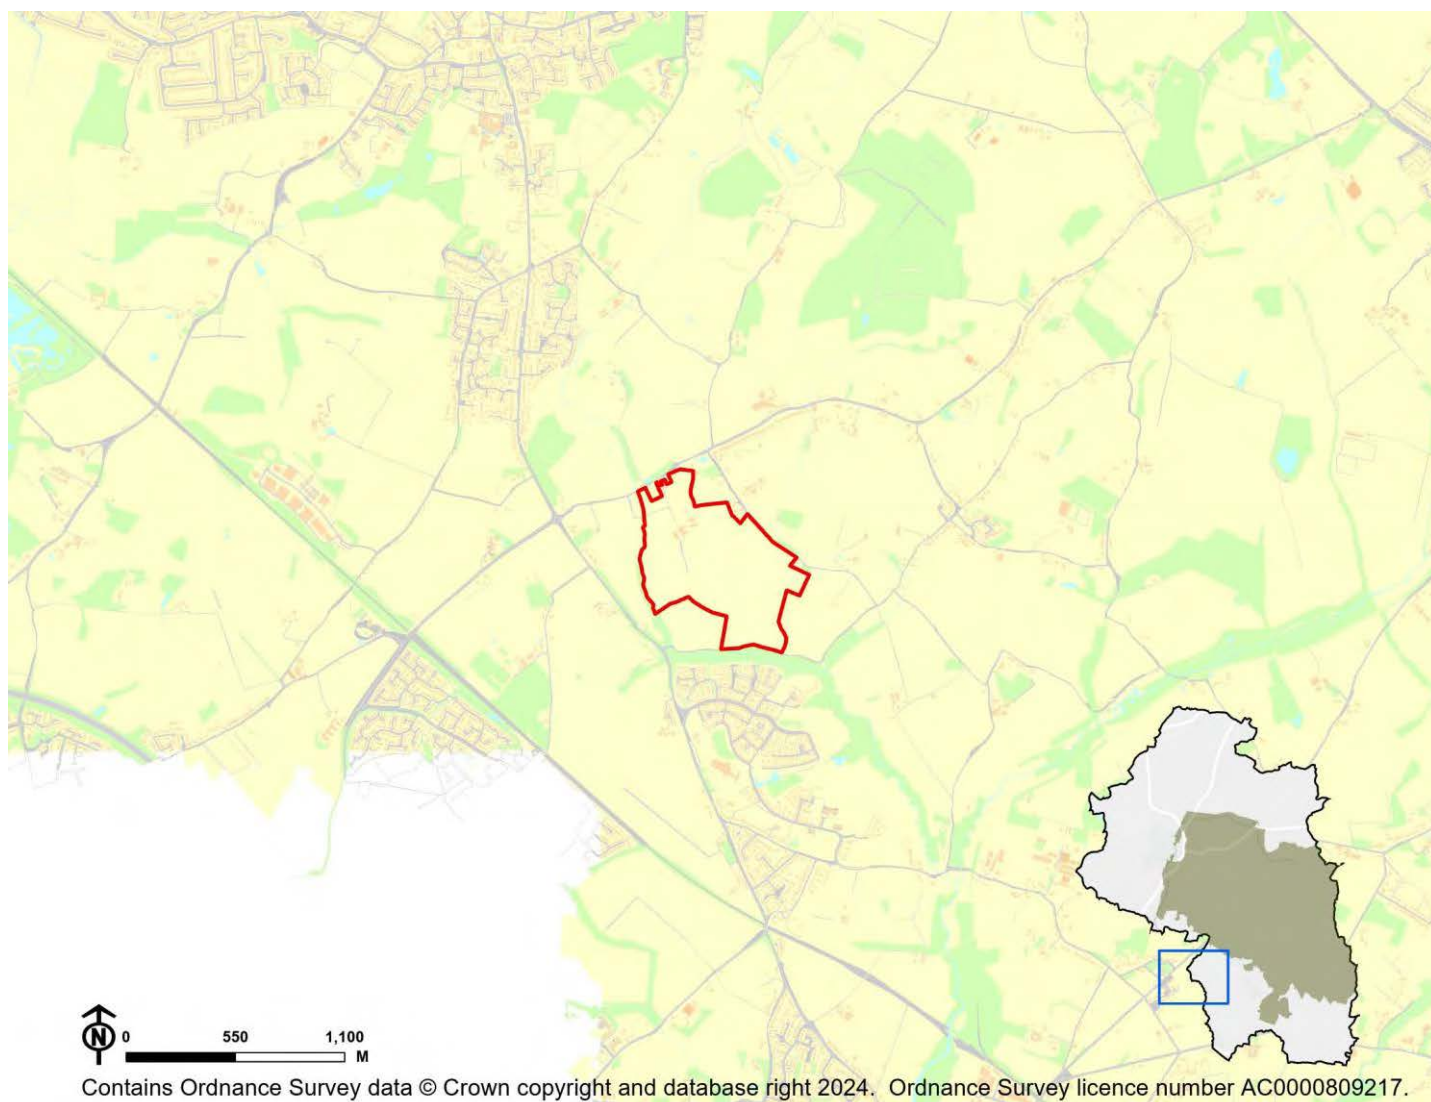 N
0 550 1,100
M
Contains Ordnance Survey data © Crown copyright and database right 2024. Ordnance Survey licence number AC0000809217.